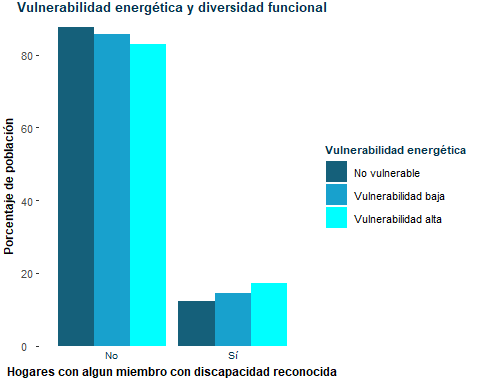 Vulnerabilidad energética y diversidad funcional
Porcentaje de población
80
60
40
20
0
No
Sí
Hogares con algun miembro con discapacidad reconocida
Vulnerabilidad energética
No vulnerable
Vulnerabilidad baja
Vulnerabilidad alta